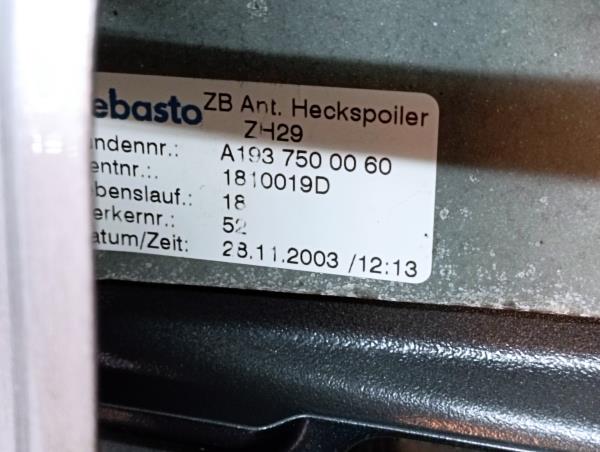 ebasto ZB Ant. Heckspoiler
ZH29
undennr.: A193 750 00 60
entnr.: 1810019D
benslauf.: 18
erkernr.: 52
atum/Zeit: 28.11.2003 /12:13